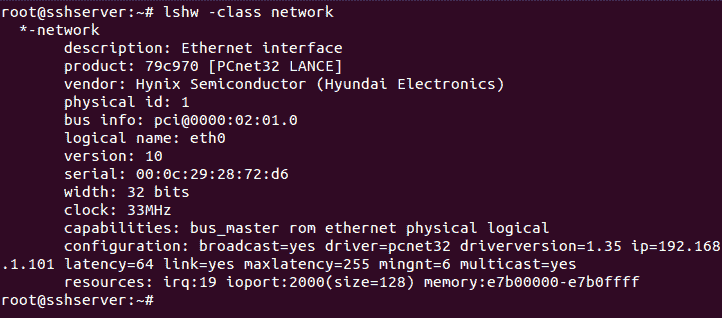 root@sshserver:~# lshw -class network
  *-network
       description: Ethernet interface
       product: 79c970 [PCnet32 LANCE]
       vendor: Hynix Semiconductor (Hyundai Electronics)
       physical id: 1
       bus info: pci@0000:02:01.0
       logical name: eth0
       version: 10
       serial: 00:0c:29:28:72:d6
       width: 32 bits
       clock: 33MHz
       capabilities: bus_master rom ethernet physical logical
       configuration: broadcast=yes driver=pcnet32 driverversion=1.35 ip=192.168
.1.101 latency=64 link=yes maxlatency=255 mingnt=6 multicast=yes
       resources: irq:19 ioport:2000(size=128) memory:e7b00000-e7b0ffff
root@sshserver:~#